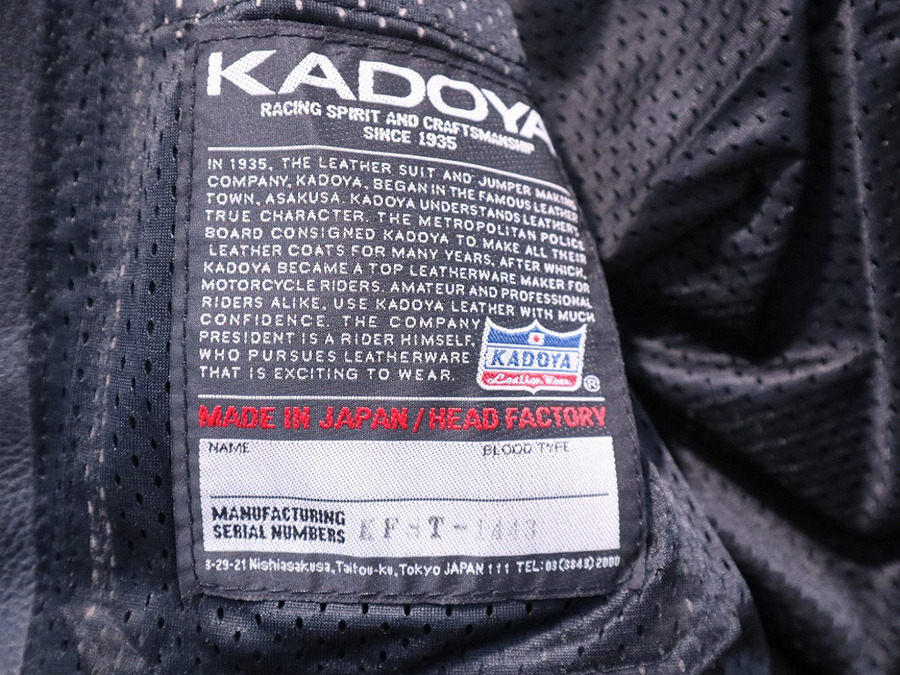 KADOYA
RACING SPIRIT AND CRAFTSMANSHIP
SINCE 1935
IN 1935, THE LEATHER SUIT AND JUMPER MAKING
COMPANY, KADOYA, BEGAN IN THE FAMOUS LEATHER
TOWN, ASAKUSA. KADOYA UNDERSTANDS LEATHER'S
TRUE CHARACTER. THE METROPOLITAN POLICE
BOARD CONSIGNED KADOYA TO MAKE ALL THEIR
LEATHER COATS FOR MANY YEARS, AFTER WHICH,
KADOYA BECAME A TOP LEATHERWARE MAKER FOR
MOTORCYCLE RIDERS. AMATEUR AND PROFESSIONAL
RIDERS ALIKE, USE KADOYA LEATHER WITH MUCH
CONFIDENCE. THE COMPANY
PRESIDENT IS A RIDER HIMSELF,
WHO PURSUES LEATHERWARE
THAT IS EXCITING TO WEAR.
KADOYA
Leather Wear
®
MADE IN JAPAN / HEAD FACTORY
NAME BLOOD TYPE
MANUFACTURING
SERIAL NUMBERS KF-T-1443
3-29-21 Nishiasakusa, Taitou-ku, Tokyo JAPAN 111 TEL: 03(3843)2000